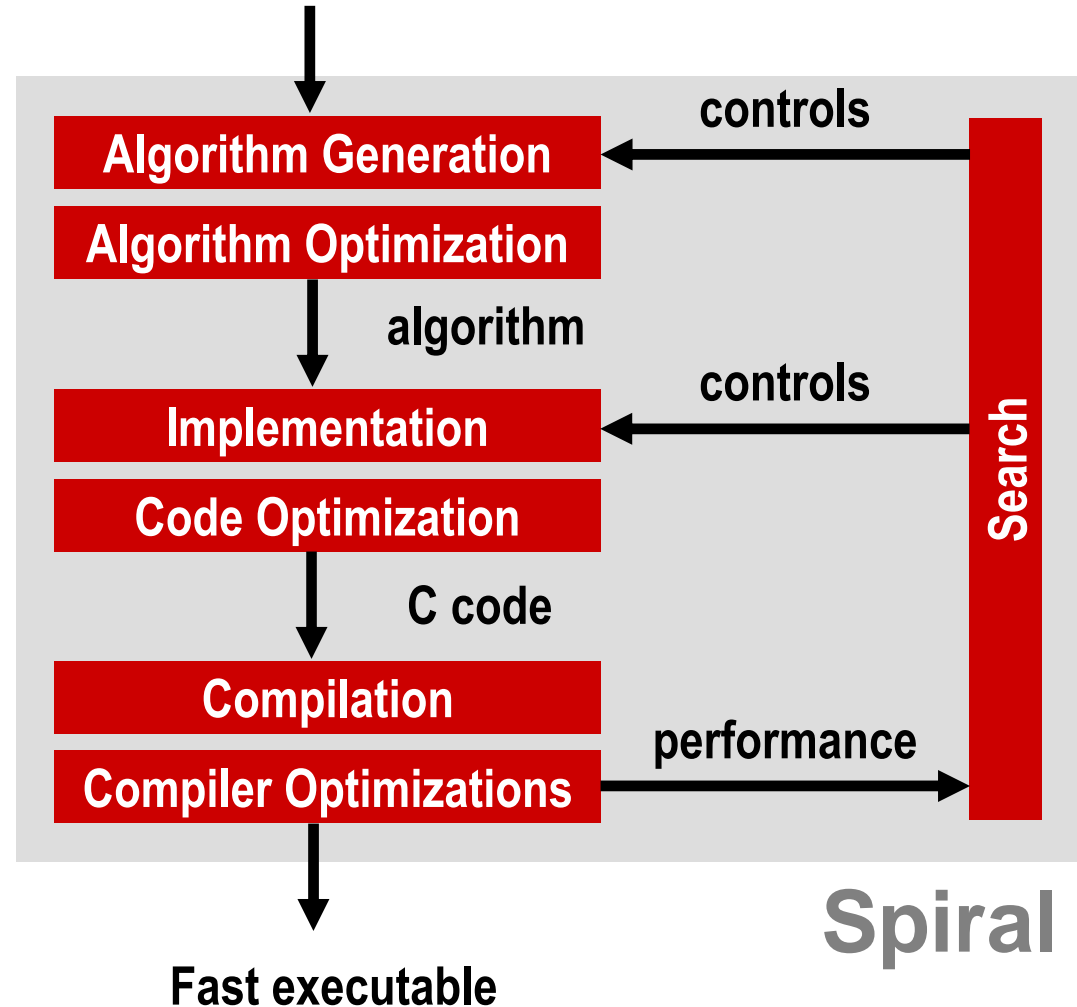 controls
Algorithm Generation
Algorithm Optimization
algorithm
controls
Implementation
Search
Code Optimization
C code
Compilation
performance
Compiler Optimizations
Spiral
Fast executable